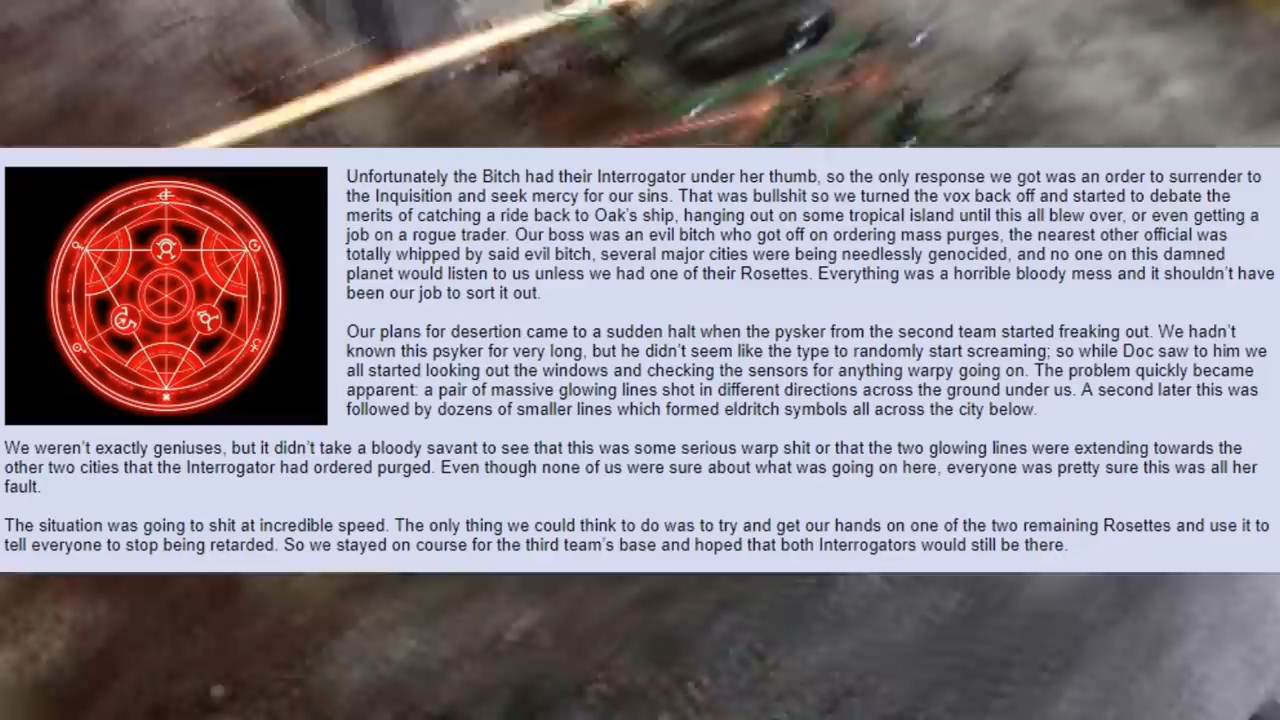 Unfortunately the Bitch had their Interrogator under her thumb, so the only response we got was an order to surrender to
the Inquisition and seek mercy for our sins. That was bullshit so we turned the vox back off and started to debate the
merits of catching a ride back to Oak's ship, hanging out on some tropical island until this all blew over, or even getting a
job on a rogue trader. Our boss was an evil bitch who got off on ordering mass purges, the nearest other official was
totally whipped by said evil bitch, several major cities were being needlessly genocided, and no one on this damned
planet would listen to us unless we had one of their Rosettes. Everything was a horrible bloody mess and it shouldn't have
been our job to sort it out.
Our plans for desertion came to a sudden halt when the pysker from the second team started freaking out. We hadn't
known this psyker for very long, but he didn't seem like the type to randomly start screaming; so while Doc saw to him we
all started looking out the windows and checking the sensors for anything warpy going on. The problem quickly became
apparent: a pair of massive glowing lines shot in different directions across the ground under us. A second later this was
followed by dozens of smaller lines which formed eldritch symbols all across the city below.
We weren't exactly geniuses, but it didn't take a bloody savant to see that this was some serious warp shit or that the two glowing lines were extending towards the
other two cities that the Interrogator had ordered purged. Even though none of us were sure about what was going on here, everyone was pretty sure this was all her
fault.
The situation was going to shit at incredible speed. The only thing we could think to do was to try and get our hands on one of the two remaining Rosettes and use it to
tell everyone to stop being retarded. So we stayed on course for the third team's base and hoped that both Interrogators would still be there.